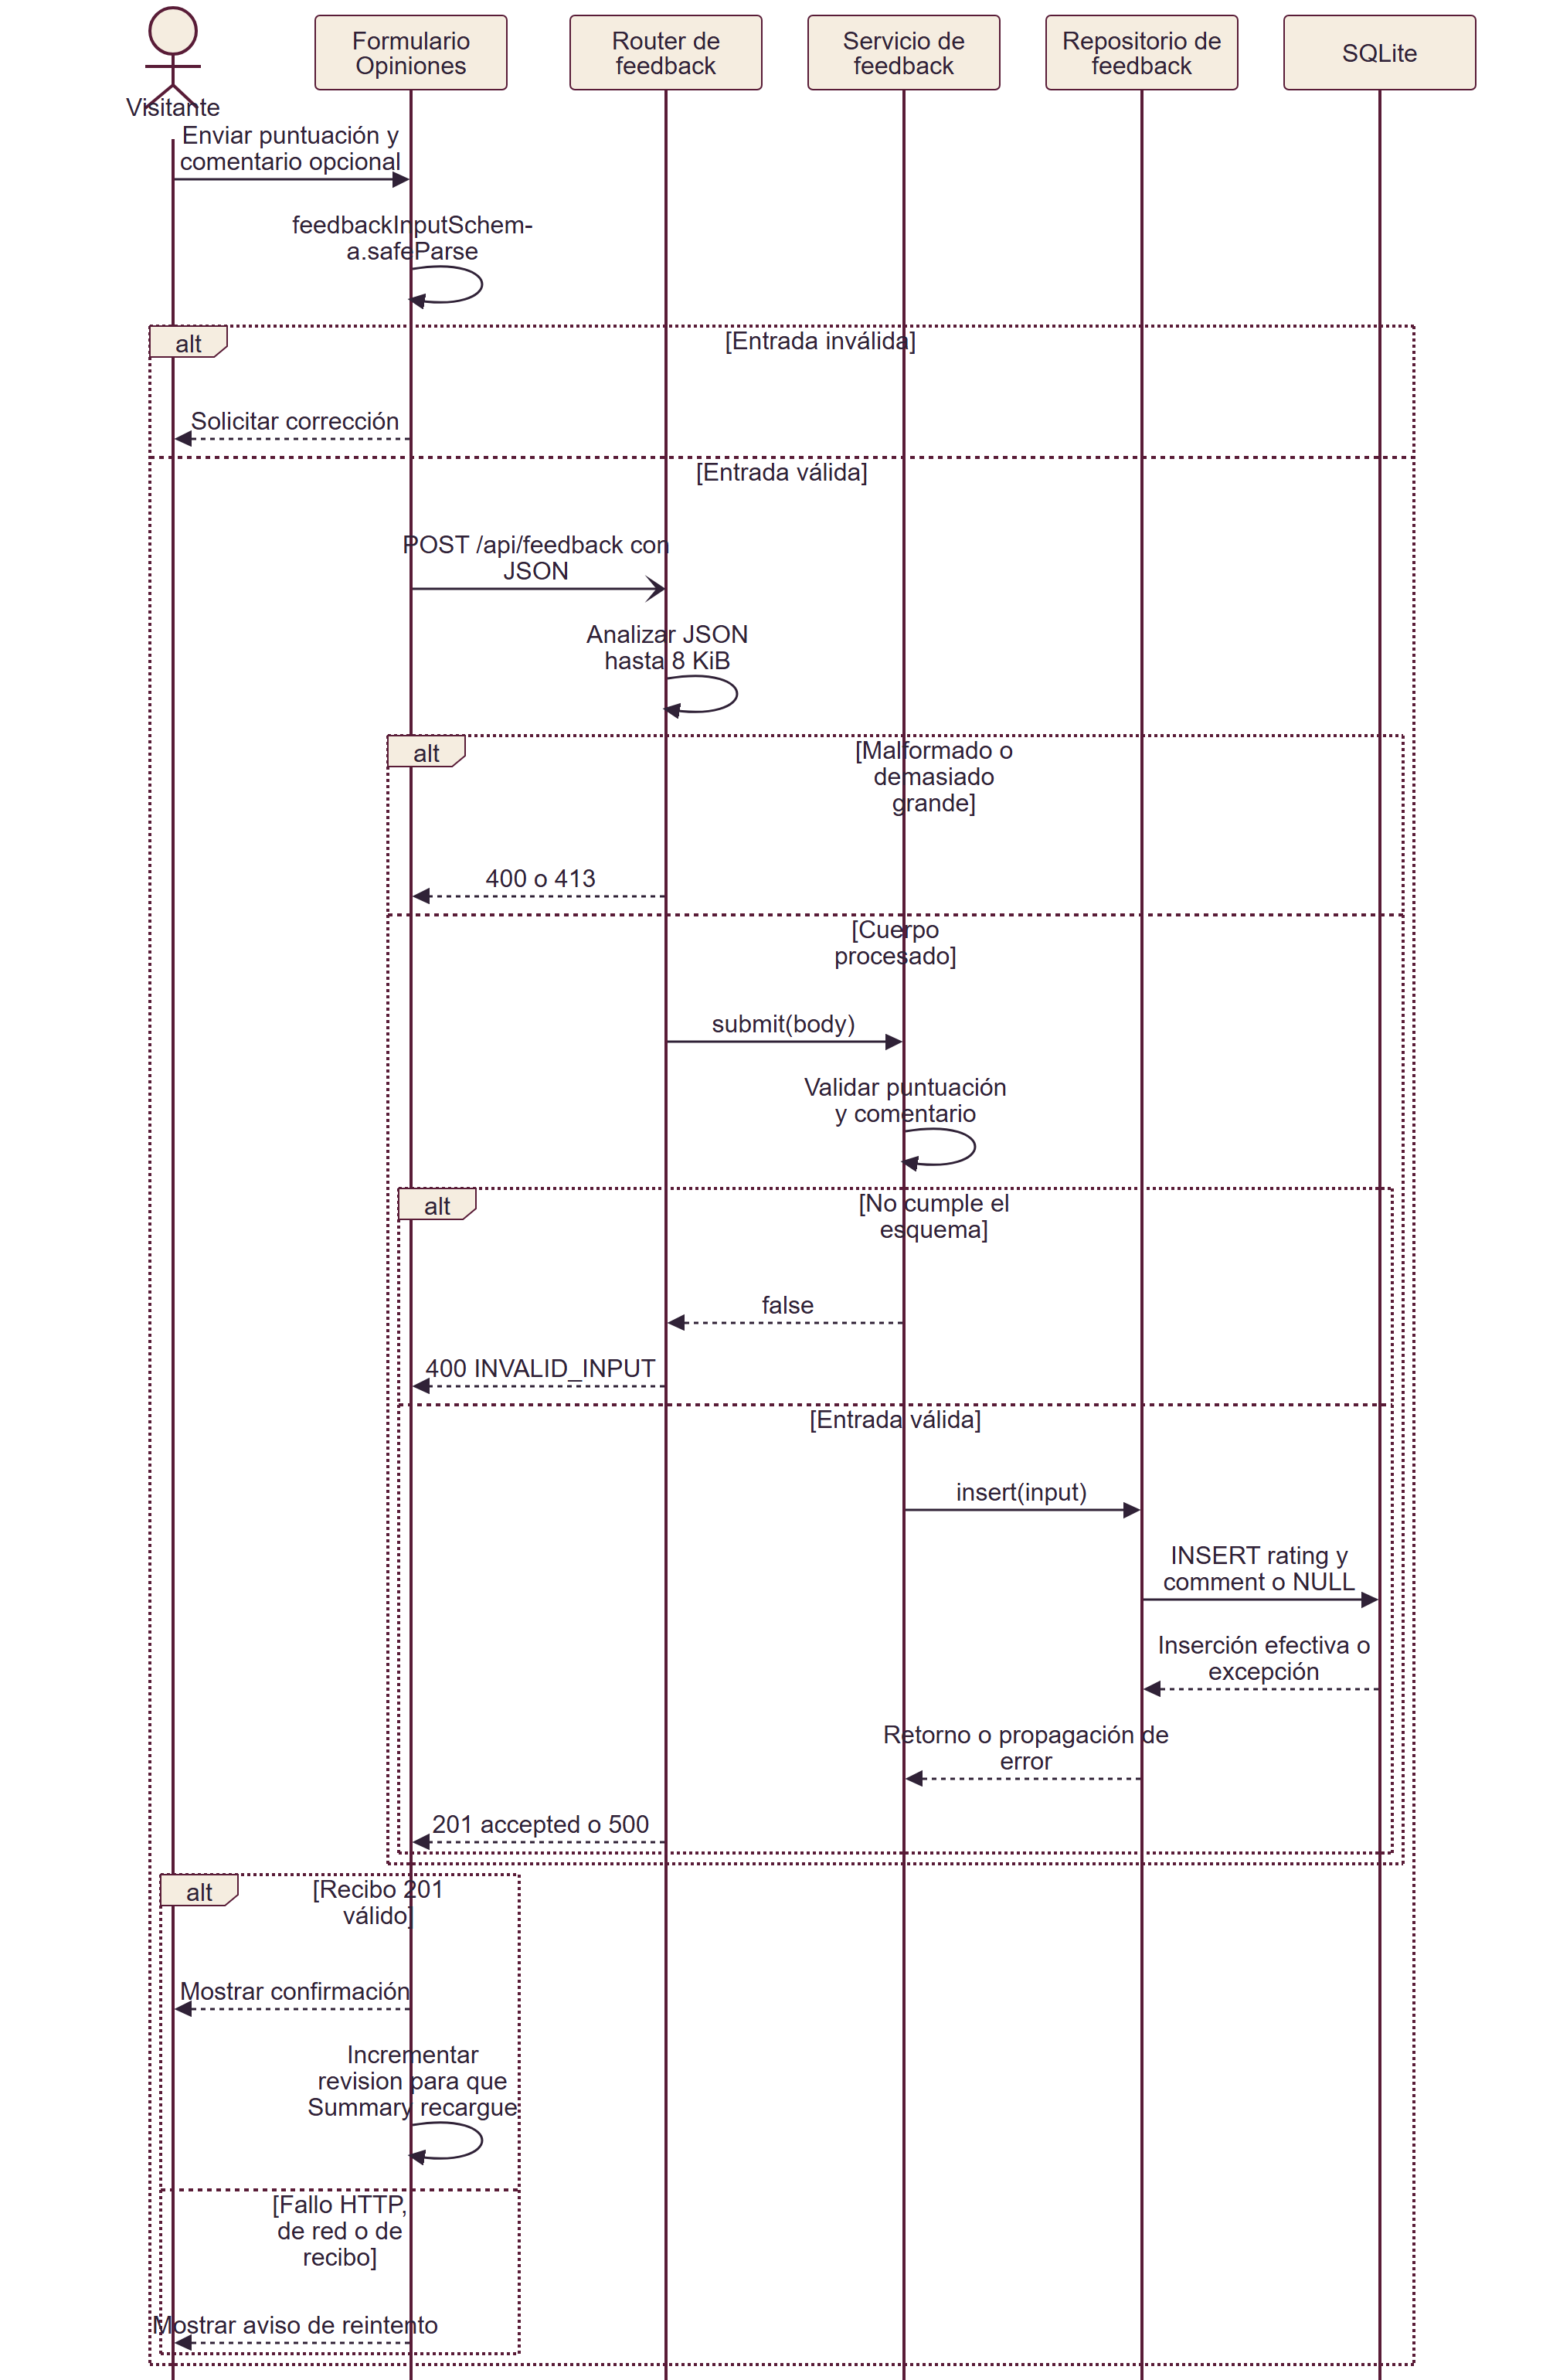 Visitante
Formulario
Opiniones
Router de
feedback
Servicio de
feedback
Repositorio de
feedback
SQLite
Enviar puntuación y
comentario opcional
feedbackInputSchem-
a.safeParse
alt
[Entrada inválida]
Solicitar corrección
[Entrada válida]
POST /api/feedback con
JSON
Analizar JSON
hasta 8 KiB
alt
[Malformado o
demasiado
grande]
400 o 413
[Cuerpo
procesado]
submit(body)
Validar puntuación
y comentario
alt
[No cumple el
esquema]
false
400 INVALID_INPUT
[Entrada válida]
insert(input)
INSERT rating y
comment o NULL
Inserción efectiva o
excepción
Retorno o propagación de
error
201 accepted o 500
alt
[Recibo 201
válido]
Mostrar confirmación
Incrementar
revision para que
Summary recargue
[Fallo HTTP,
de red o de
recibo]
Mostrar aviso de reintento